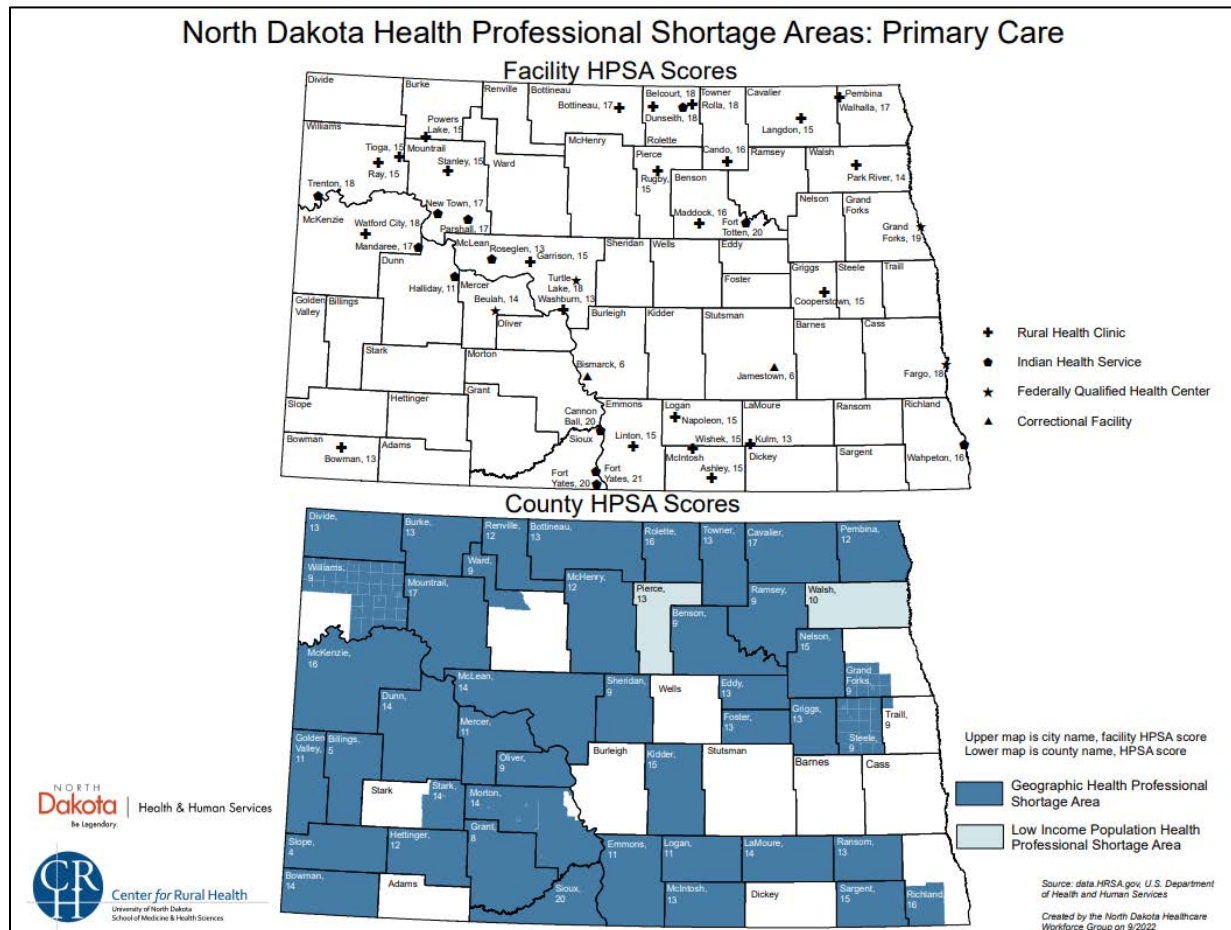 North Dakota Health Professional Shortage Areas: Primary Care
Facility HPSA Scores
Divide
Burke
Renville
Bottineau
Bottineau, 17
Belcourt, 18
Dunseith, 18
Rolette
Towner
Rolla, 18
Cavalier
Langdon, 15
Pembina
Walhalla, 17
Williams
Powers
Lake, 15
Tioga, 15
Ray, 15
Mountrail
Stanley, 15
Ward
McHenry
Pierce
Rugby,
15
Cando, 16
Benson
Ramsey
Walsh
Park River, 14
Trenton, 18
New Town, 17
Parshall, 17
Maddock, 16
Fort
Totten, 20
Nelson
Grand
Forks
Grand
Forks, 19
McKenzie
Watford City, 18
Mandaree, 17
McLean
Roseglen, 13
Garrison, 15
Sheridan
Wells
Eddy
Dunn
Halliday, 11
Mercer
Beulah, 14
Turtle
Lake, 18
Washburn, 13
Foster
Griggs
Cooperstown, 15
Steele
Traill
Golden
Valley
Billings
Oliver
Burleigh
Kidder
Stutsman
Barnes
Cass
Stark
Morton
Bismarck, 6
Jamestown, 6
Fargo, 18
Slope
Hettinger
Grant
Cannon
Ball, 20
Emmons
Logan
Napoleon, 15
LaMoure
Ransom
Richland
Bowman
Bowman, 13
Adams
Sioux
Linton, 15
Wishek, 15
Kulm, 13
McIntosh
Ashley, 15
Dickey
Sargent
Wahpeton, 16
Fort
Yates, 20
Fort
Yates, 21
Rural Health Clinic
Indian Health Service
Federally Qualified Health Center
Correctional Facility
County HPSA Scores
Divide,
13
Burke,
13
Renville,
12
Bottineau,
13
Rolette,
16
Towner,
13
Cavalier,
17
Pembina,
12
Williams,
9
Mountrail,
17
Ward,
9
McHenry,
12
Pierce,
13
Benson,
9
Ramsey,
9
Walsh,
10
McKenzie,
16
Nelson,
15
Grand
Forks,
9
Dunn,
14
McLean,
14
Sheridan,
9
Wells
Eddy,
13
Foster,
13
Griggs,
13
Steele,
9
Traill,
9
Golden
Valley,
11
Billings,
5
Mercer,
11
Oliver,
9
Burleigh
Kidder,
15
Stutsman
Barnes
Cass
Stark
Stark,
14
Morton,
14
Slope,
4
Hettinger,
12
Grant,
8
Emmons,
11
Logan,
11
LaMoure,
14
Ransom,
13
Bowman,
14
Adams
Sioux,
20
McIntosh,
13
Dickey
Sargent,
15
Richland,
16
Upper map is city name, facility HPSA score
Lower map is county name, HPSA score
Geographic Health Professional
Shortage Area
Low Income Population Health
Professional Shortage Area
NORTH
Dakota
Be Legendary.
Health & Human Services
CRH
Center for Rural Health
University of North Dakota
School of Medicine & Health Sciences
Source: data.HRSA.gov, U.S. Department
of Health and Human Services
Created by the North Dakota Healthcare
Workforce Group on 9/2022